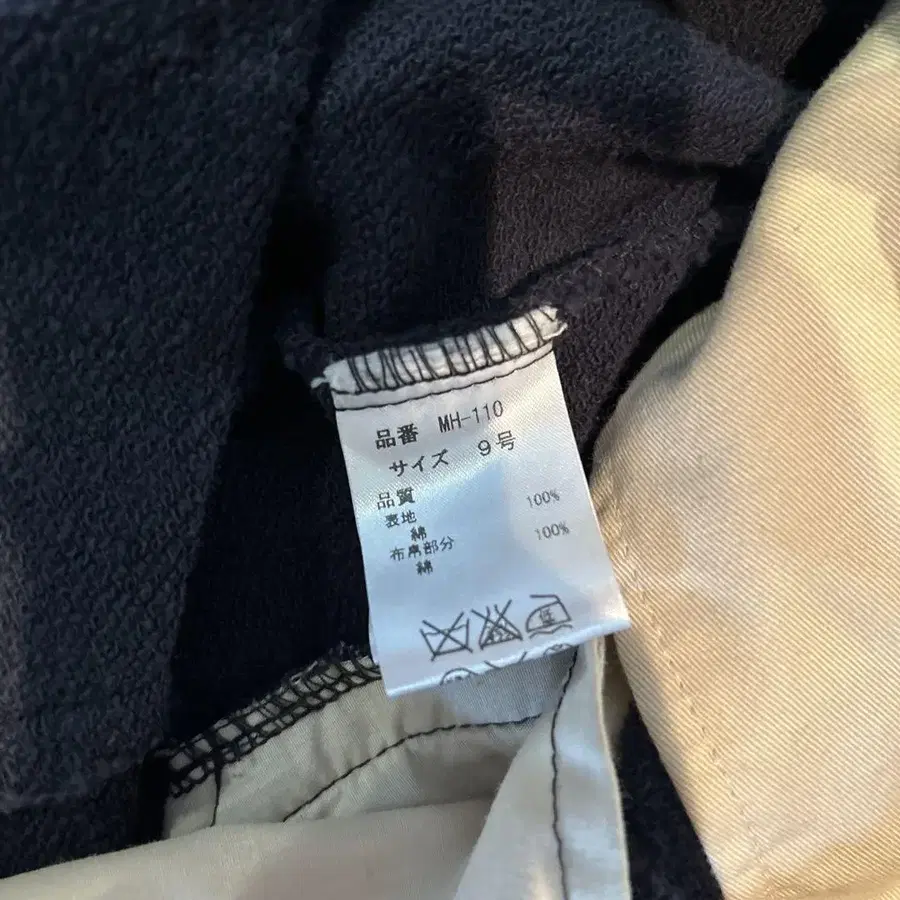 品番 MH-110
サイズ 9号
品質
表地 100%
綿
布帛部分 100%
綿